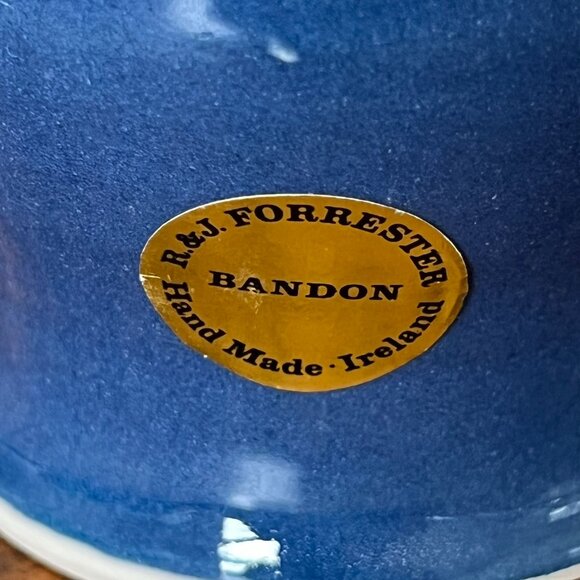 R.&J. FORRESTER
BANDON
Hand Made · Ireland